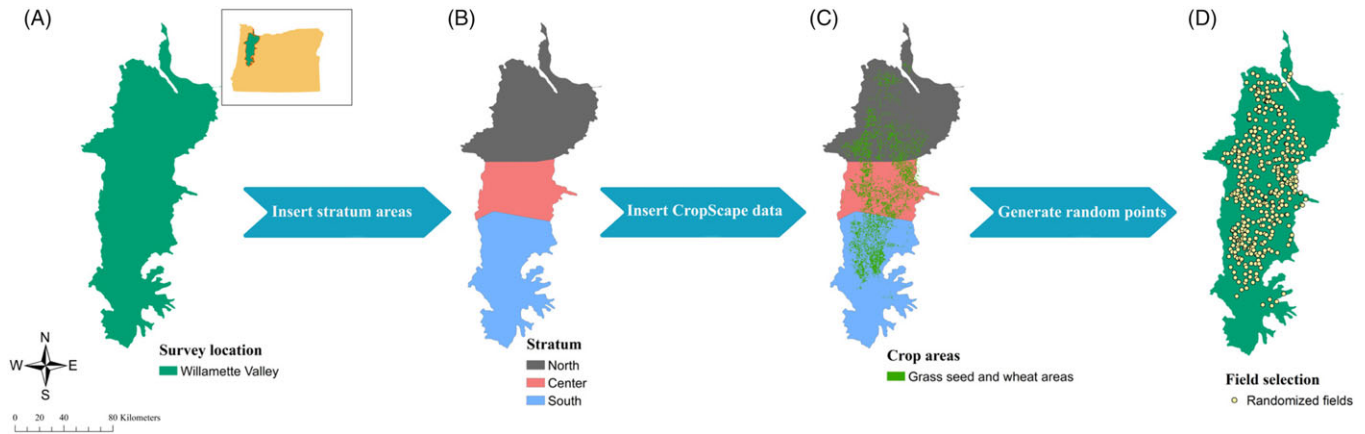 (A)
(B)
(C)
(D)
Insert stratum areas
Insert CropScape data
Generate random points
N
W E
S
0 20 40 80 Kilometers
Survey location
Willamette Valley
Stratum
North
Center
South
Crop areas
Grass seed and wheat areas
Field selection
Randomized fields